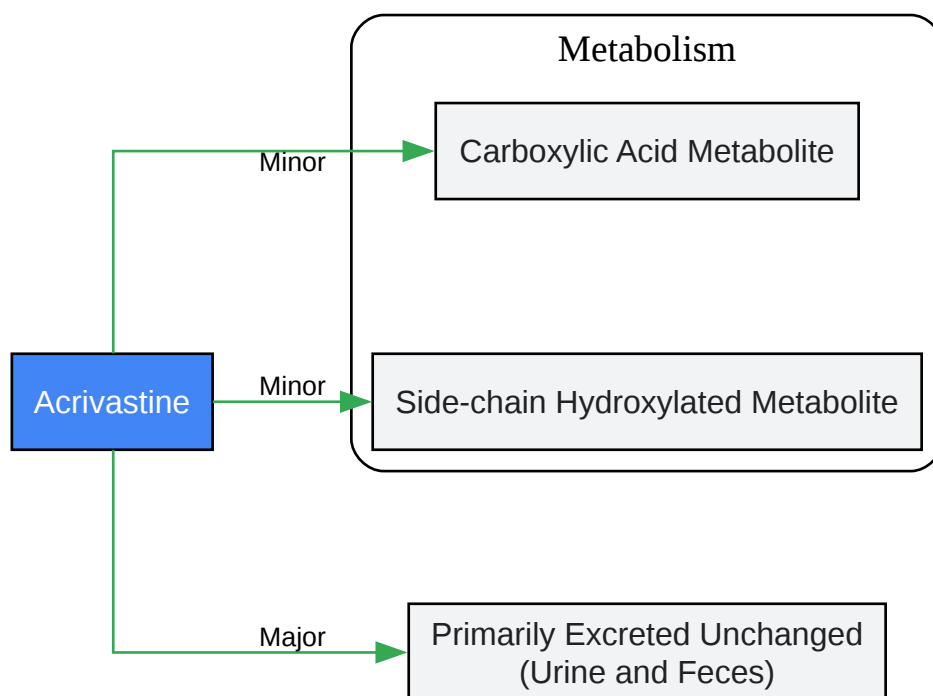 Metabolism
Carboxylic Acid Metabolite
Minor
Acrivastine
Minor
Side-chain Hydroxylated Metabolite
Major
Primarily Excreted Unchanged
(Urine and Feces)